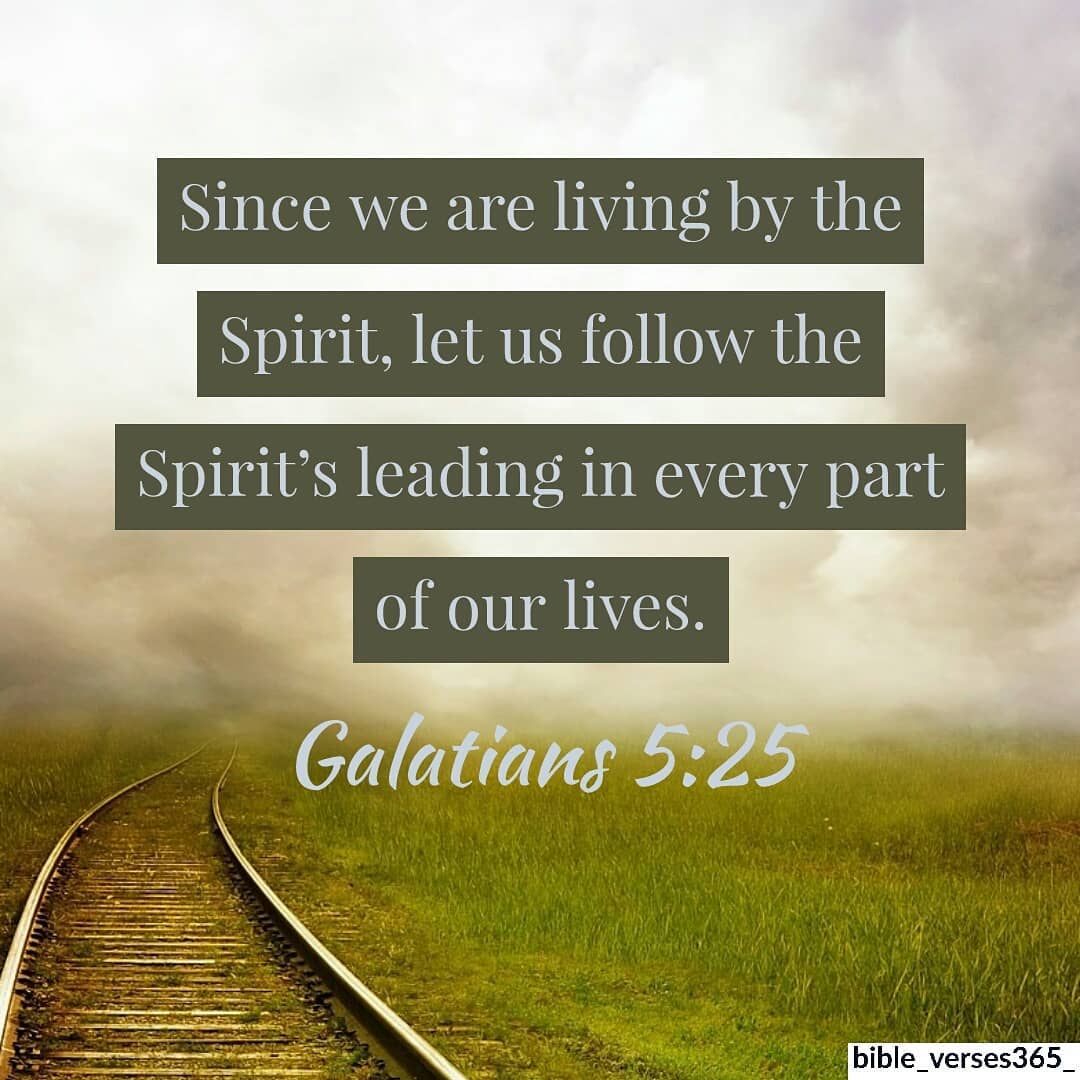 Since we are living by the
Spirit, let us follow the
Spirit’s leading in every part
of our lives.
Galatians 5:25
bible_verses365_